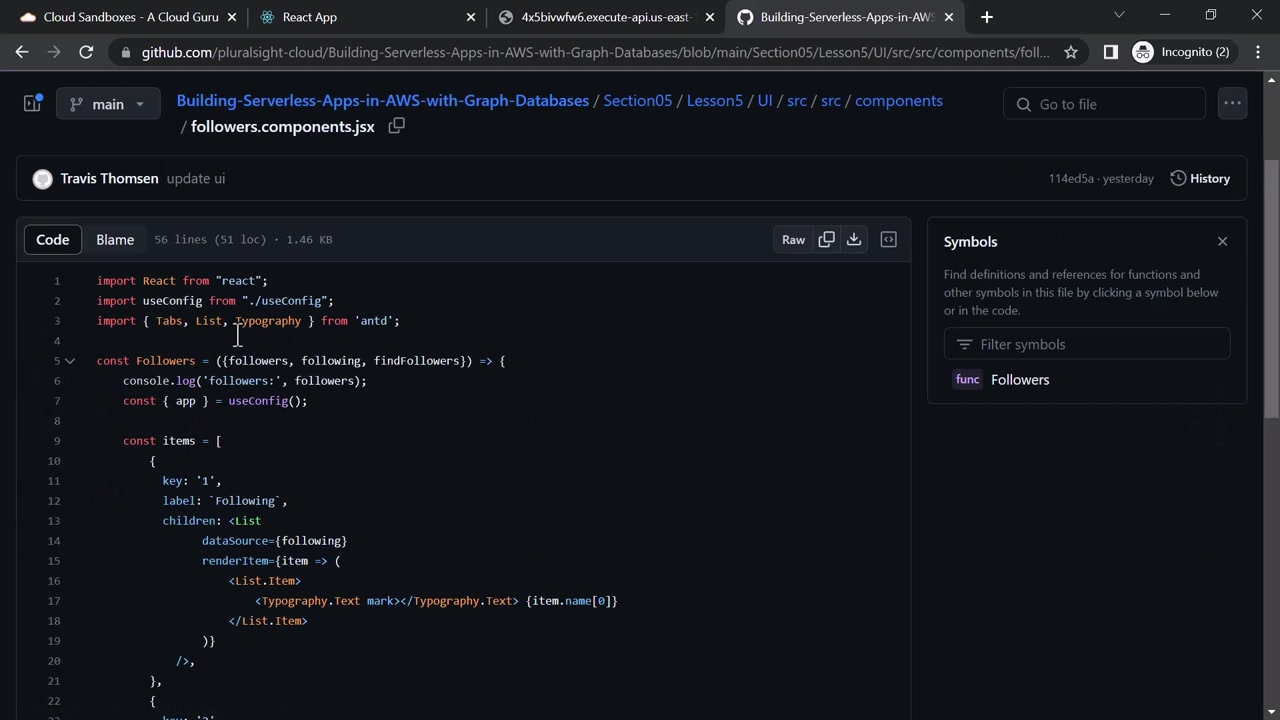 Cloud Sandboxes - A Cloud Guru
React App
4x5bivwfw6.execute-api.us-east-
Building-Serverless-Apps-in-AWS
github.com/pluralsight-cloud/Building-Serverless-Apps-in-AWS-with-Graph-Databases/blob/main/Section05/Lesson5/UI/src/src/components/foll...
Incognito (2)
main
Building-Serverless-Apps-in-AWS-with-Graph-Databases / Section05 / Lesson5 / UI / src / src / components
/ followers.components.jsx
Go to file
Travis Thomsen update ui
114ed5a · yesterday
History
Code
Blame
56 lines (51 loc) · 1.46 KB
Raw
Symbols
Find definitions and references for functions and
other symbols in this file by clicking a symbol below
or in the code.
Filter symbols
func Followers
1 import React from "react";
2 import useConfig from "./useConfig";
3 import { Tabs, List, Typography } from 'antd';
4
5 const Followers = ({followers, following, findFollowers}) => {
6 console.log('followers:', followers);
7 const { app } = useConfig();
8
9 const items = [
10 {
11 key: '1',
12 label: `Following`,
13 children: <List
14 dataSource={following}
15 renderItem={item => (
16 <List.Item>
17 <Typography.Text mark></Typography.Text> {item.name[0]}
18 </List.Item>
19 )}
20 />,
21 },
22 {